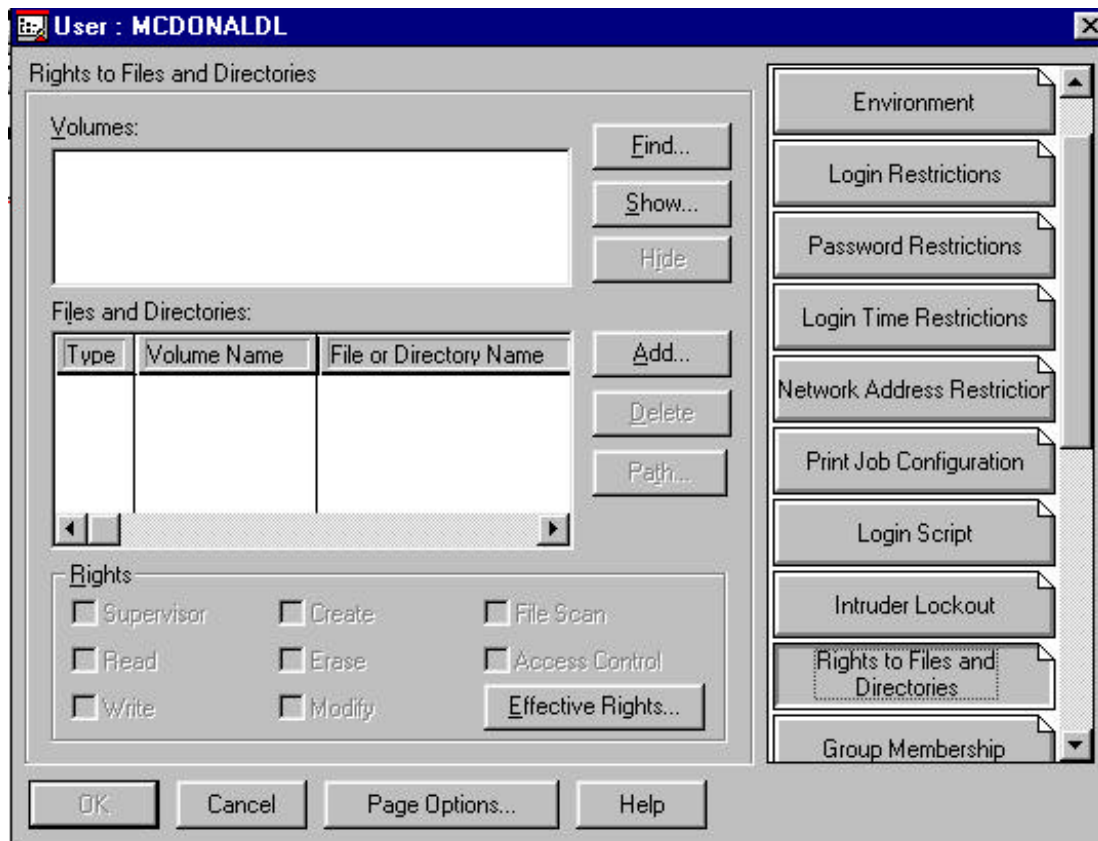 User : MCDONALDL
Rights to Files and Directories
Volumes:
Find...
Show...
Hide
Files and Directories:
Type Volume Name File or Directory Name
Add...
Delete
Path...
Rights
Supervisor Create File Scan
Read Erase Access Control
Write Modify Effective Rights...
OK Cancel Page Options... Help
Environment
Login Restrictions
Password Restrictions
Login Time Restrictions
Network Address Restriction
Print Job Configuration
Login Script
Intruder Lockout
Rights to Files and
Directories
Group Membership